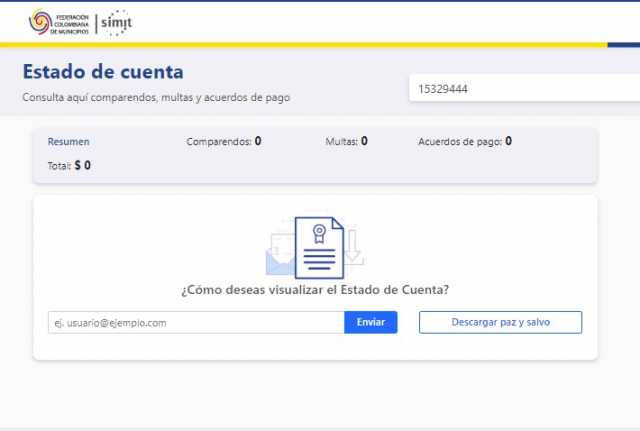 FEDERACIÓN
COLOMBIANA
DE MUNICIPIOS
simit
Estado de cuenta
Consulta aquí comparendos, multas y acuerdos de pago
15329444
Resumen Comparendos: 0 Multas: 0 Acuerdos de pago: 0
Total: $ 0
¿Cómo deseas visualizar el Estado de Cuenta?
ej. usuario@ejemplo.com Enviar Descargar paz y salvo